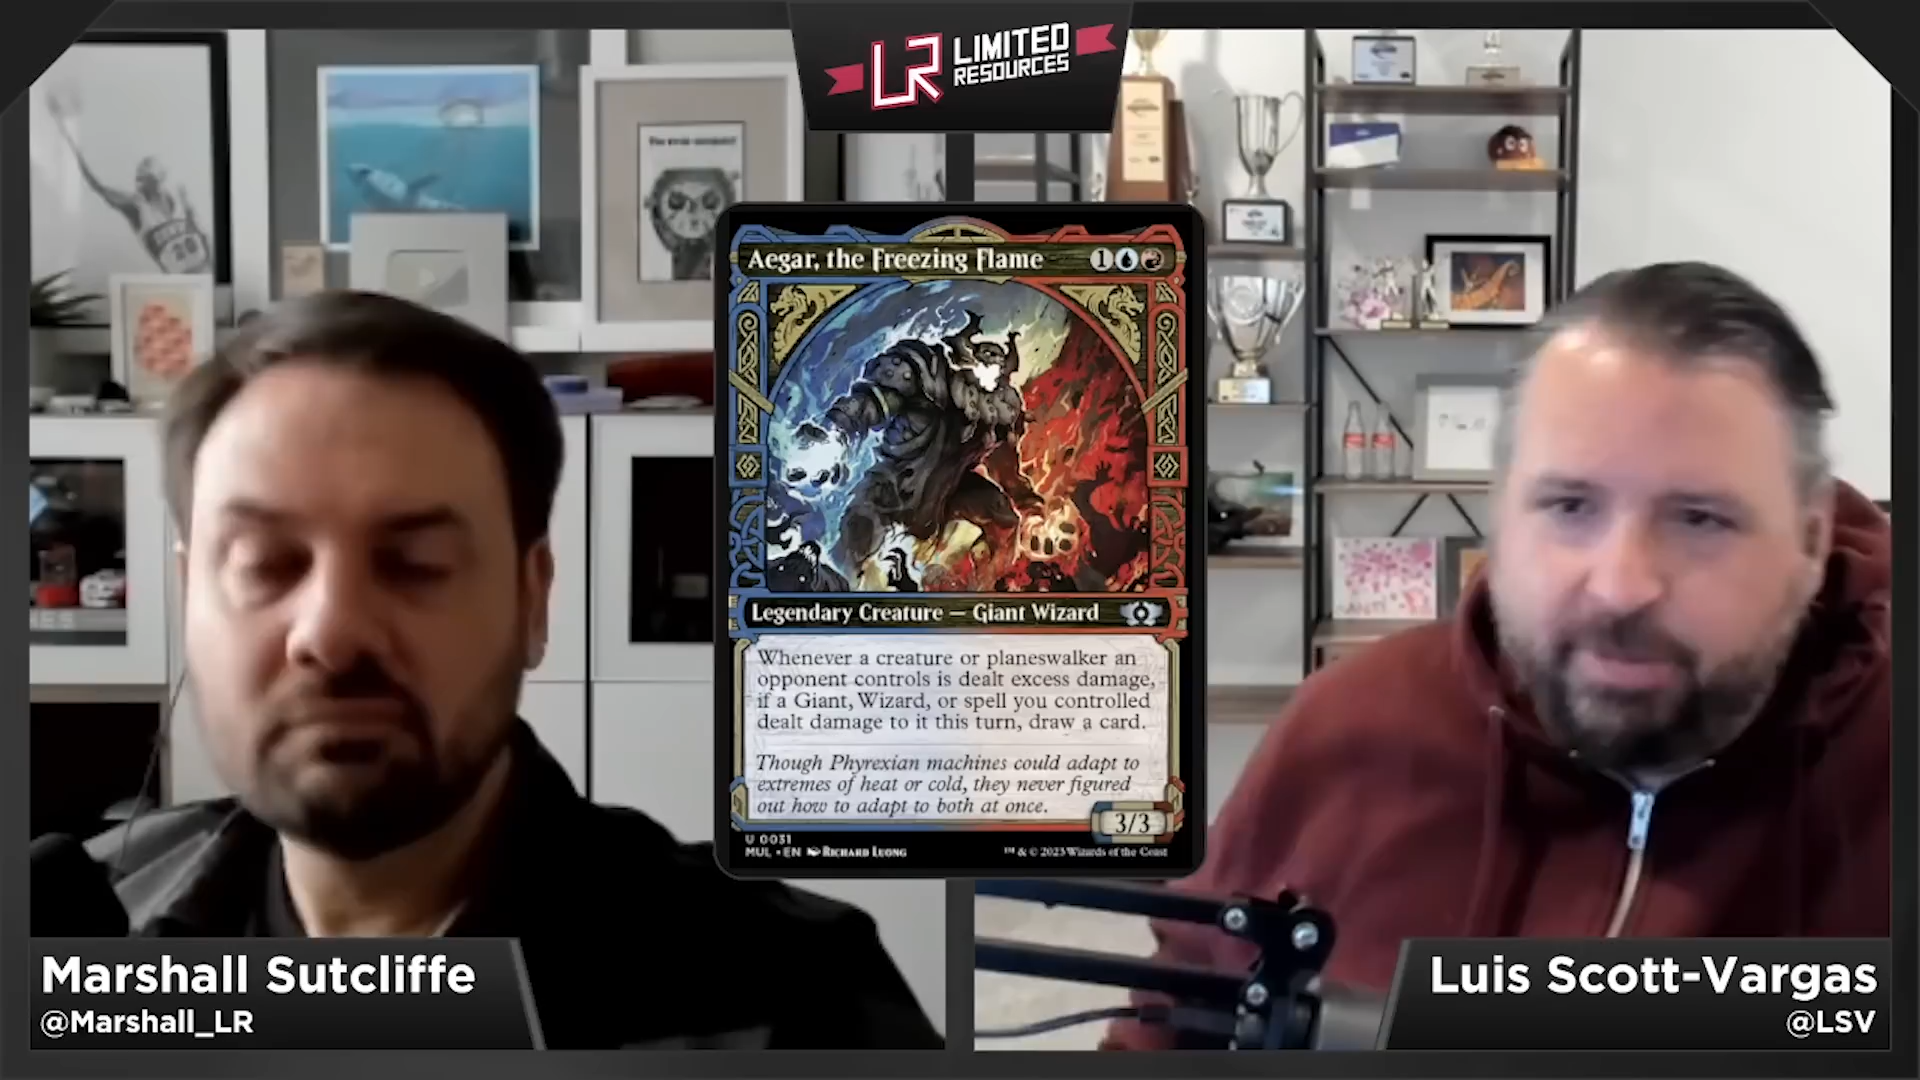 LR LIMITED
RESOURCES
Aegar, the Freezing Flame 1
Legendary Creature — Giant Wizard
Whenever a creature or planeswalker an
opponent controls is dealt excess damage,
if a Giant, Wizard, or spell you controlled
dealt damage to it this turn, draw a card.
Though Phyrexian machines could adapt to
extremes of heat or cold, they never figured
out how to adapt to both at once.
3/3
U 0031
MUL • EN Richard Luong
™ & © 2023 Wizards of the Coast
Marshall Sutcliffe
@Marshall_LR
Luis Scott-Vargas
@LSV